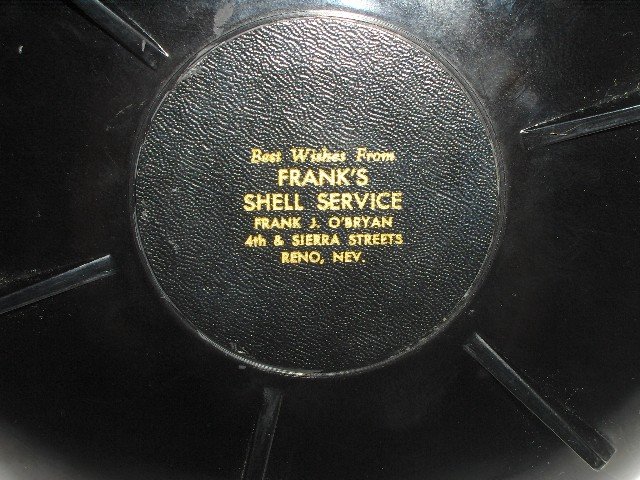 Best Wishes From
FRANK'S
SHELL SERVICE
FRANK J. O'BRYAN
4th & SIERRA STREETS
RENO, NEV.